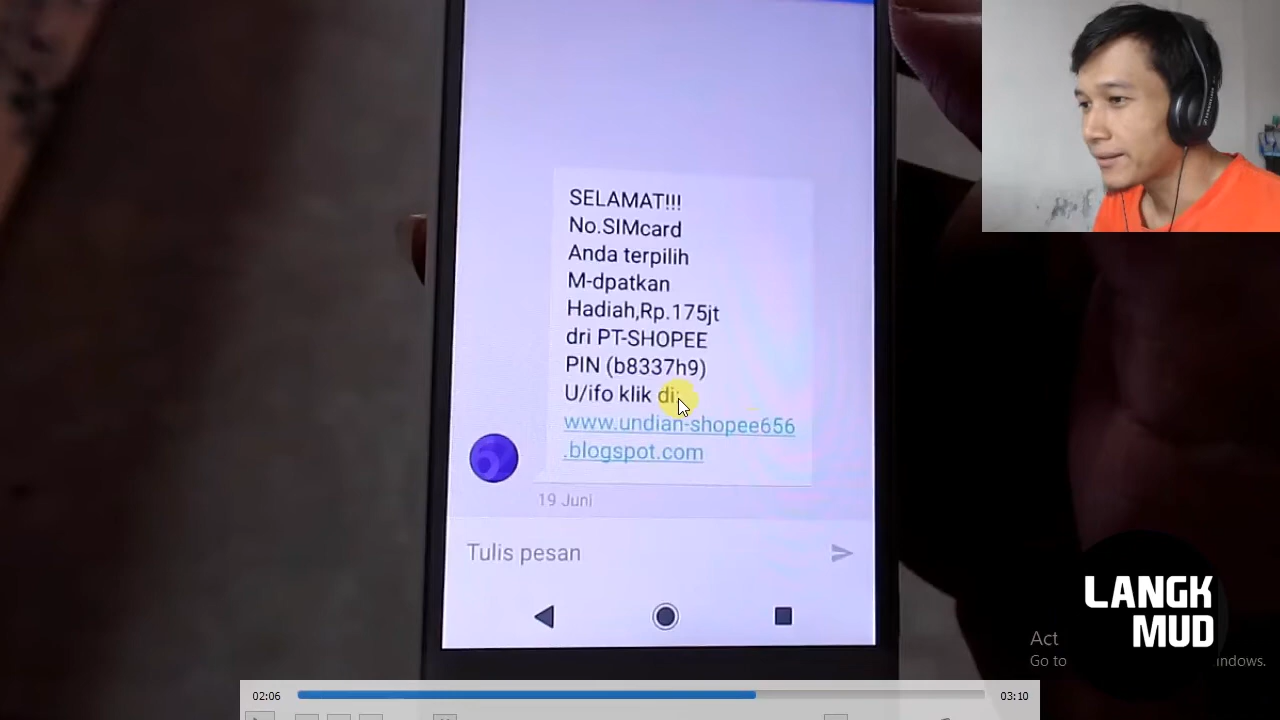 SELAMAT!!!
No.SIMcard
Anda terpilih
M-dpatkan
Hadiah,Rp.175jt
dri PT-SHOPEE
PIN (b8337h9)
U/ifo klik di:
www.undian-shopee656
.blogspot.com
19 Juni
Tulis pesan
LANGK
MUD
Act
Go to
indows.
02:06
03:10